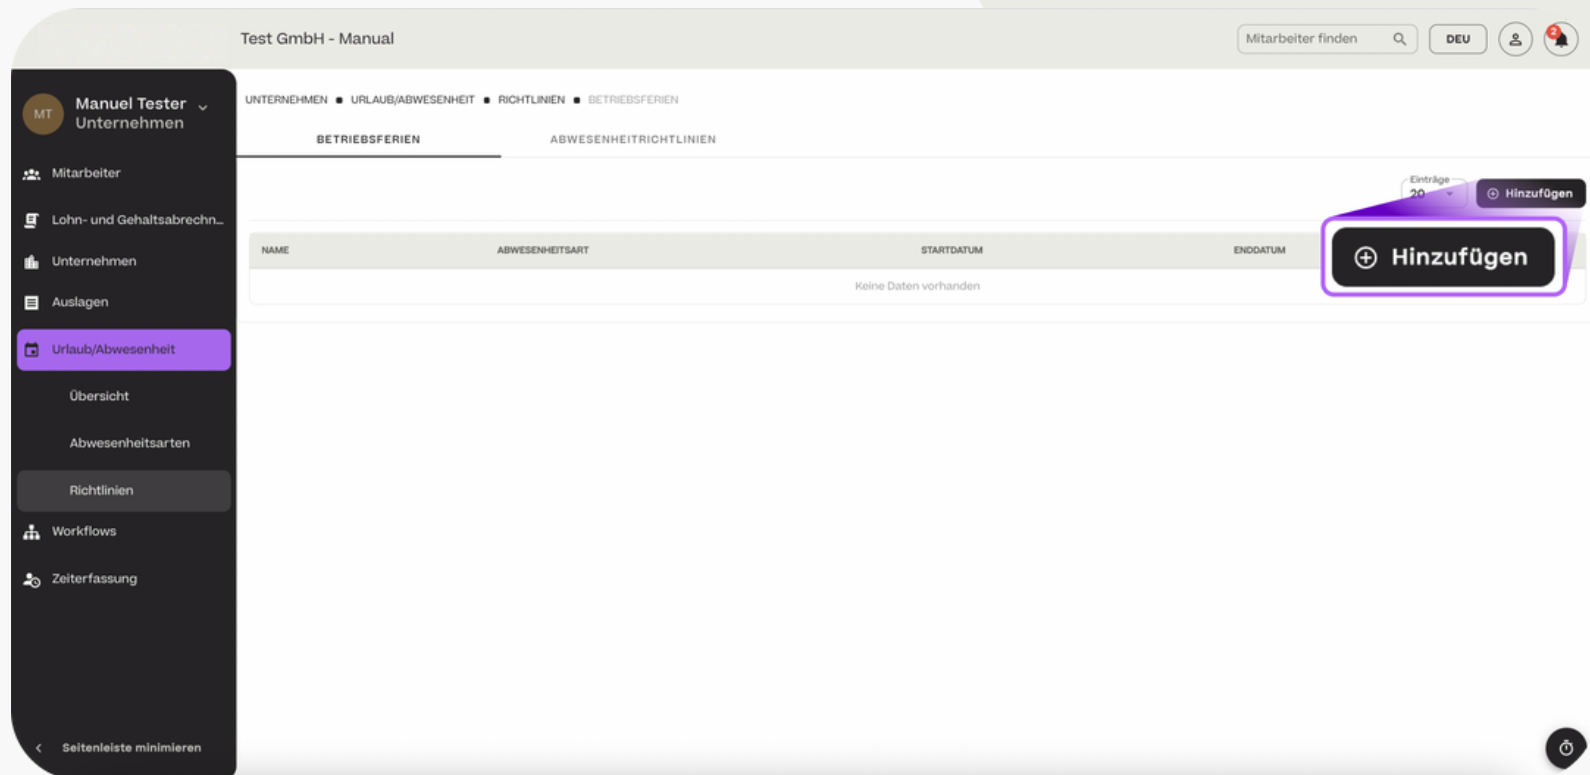 Test GmbH - Manual
Mitarbeiter finden
DEU
2
MT
Manuel Tester
Unternehmen
UNTERNEHMEN ■ URLAUB/ABWESENHEIT ■ RICHTLINIEN ■ BETRIEBSFERIEN
BETRIEBSFERIEN
ABWESENHEITRICHTLINIEN
Mitarbeiter
Lohn- und Gehaltsabrechn...
Unternehmen
Auslagen
Urlaub/Abwesenheit
Übersicht
Abwesenheitsarten
Richtlinien
Workflows
Zeiterfassung
Seitenleiste minimieren
Einträge
20
Hinzufügen
NAME
ABWESENHEITSART
STARTDATUM
ENDDATUM
Hinzufügen
Keine Daten vorhanden